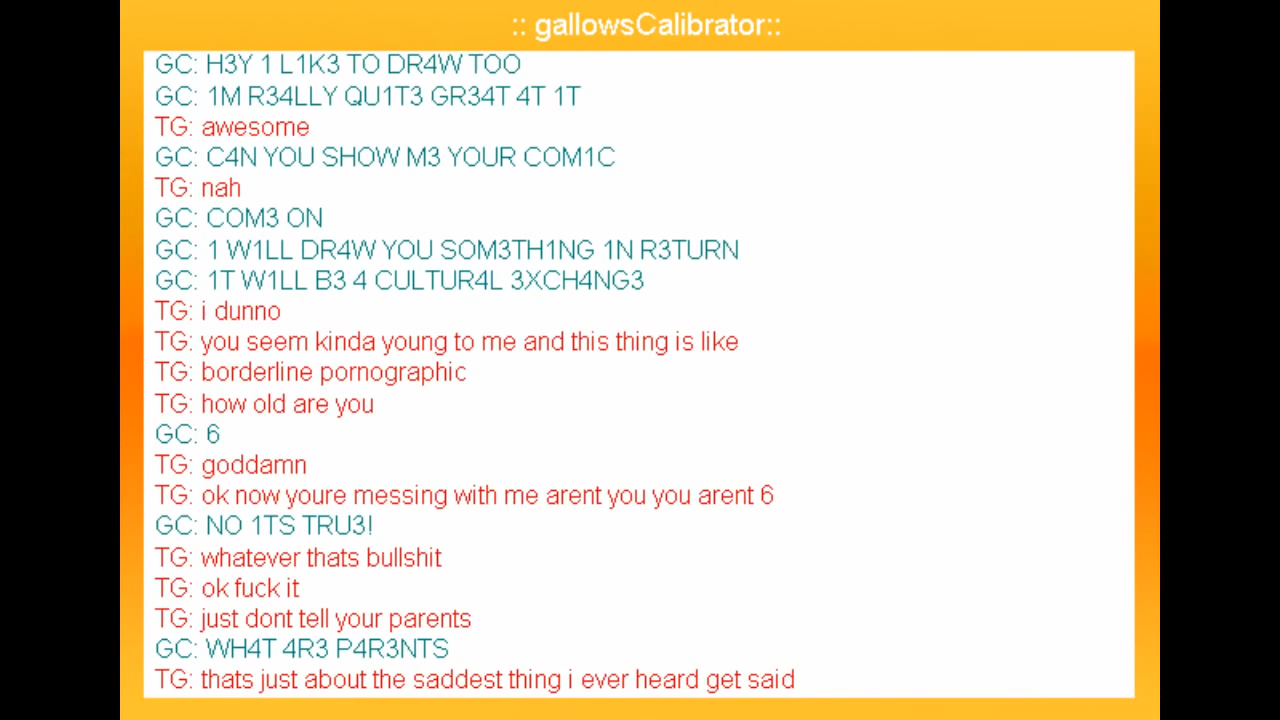 :: gallowsCalibrator::
GC: H3Y 1 L1K3 TO DR4W TOO
GC: 1M R34LLY QU1T3 GR34T 4T 1T
TG: awesome
GC: C4N YOU SHOW M3 YOUR COM1C
TG: nah
GC: COM3 ON
GC: 1 W1LL DR4W YOU SOM3TH1NG 1N R3TURN
GC: 1T W1LL B3 4 CULTUR4L 3XCH4NG3
TG: i dunno
TG: you seem kinda young to me and this thing is like
TG: borderline pornographic
TG: how old are you
GC: 6
TG: goddamn
TG: ok now youre messing with me arent you you arent 6
GC: NO 1TS TRU3!
TG: whatever thats bullshit
TG: ok fuck it
TG: just dont tell your parents
GC: WH4T 4R3 P4R3NTS
TG: thats just about the saddest thing i ever heard get said